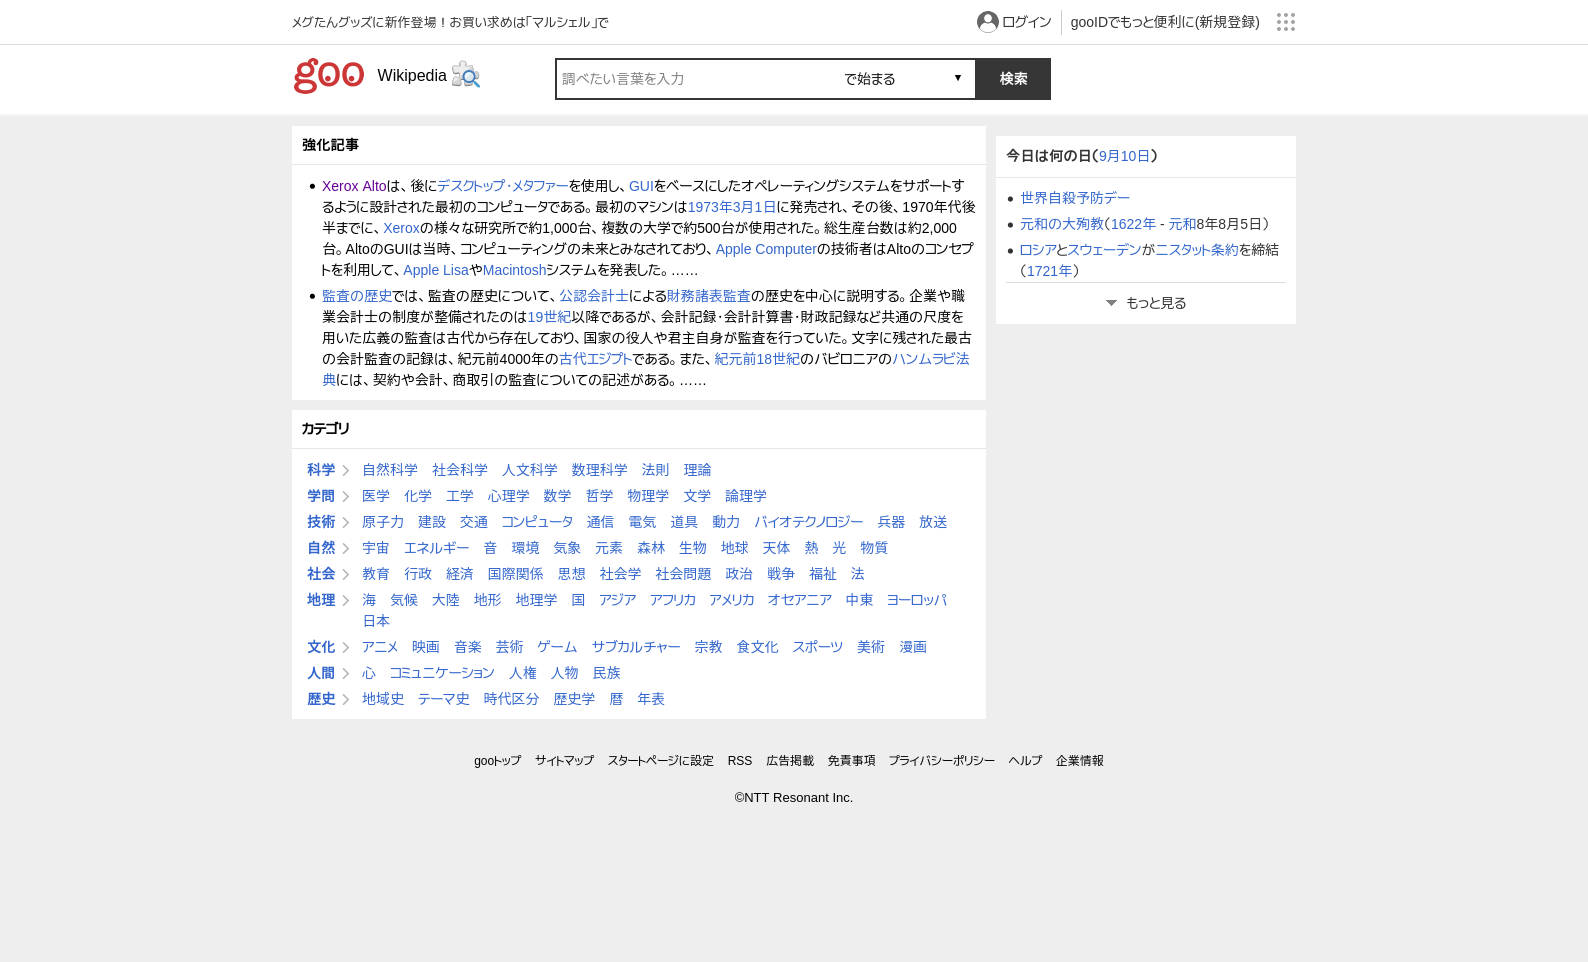 メグたんグッズに新作登場！お買い求めは「マルシェル」で
ログイン
gooIDでもっと便利に(新規登録)
goo Wikipedia
調べたい言葉を入力
で始まる ▼
検索
強化記事
• Xerox Altoは、後にデスクトップ・メタファーを使用し、GUIをベースにしたオペレーティングシステムをサポートす
るように設計された最初のコンピュータである。最初のマシンは1973年3月1日に発売され、その後、1970年代後
半までに、Xeroxの様々な研究所で約1,000台、複数の大学で約500台が使用された。総生産台数は約2,000
台。AltoのGUIは当時、コンピューティングの未来とみなされており、Apple Computerの技術者はAltoのコンセプ
トを利用して、Apple LisaやMacintoshシステムを発表した。……
• 監査の歴史では、監査の歴史について、公認会計士による財務諸表監査の歴史を中心に説明する。企業や職
業会計士の制度が整備されたのは19世紀以降であるが、会計記録・会計計算書・財政記録など共通の尺度を
用いた広義の監査は古代から存在しており、国家の役人や君主自身が監査を行っていた。文字に残された最古
の会計監査の記録は、紀元前4000年の古代エジプトである。また、紀元前18世紀のバビロニアのハンムラビ法
典には、契約や会計、商取引の監査についての記述がある。……
今日は何の日（9月10日）
• 世界自殺予防デー
• 元和の大殉教（1622年 - 元和8年8月5日）
• ロシアとスウェーデンがニスタット条約を締結
（1721年）
もっと見る
カテゴリ
科学 自然科学 社会科学 人文科学 数理科学 法則 理論
学問 医学 化学 工学 心理学 数学 哲学 物理学 文学 論理学
技術 原子力 建設 交通 コンピュータ 通信 電気 道具 動力 バイオテクノロジー 兵器 放送
自然 宇宙 エネルギー 音 環境 気象 元素 森林 生物 地球 天体 熱 光 物質
社会 教育 行政 経済 国際関係 思想 社会学 社会問題 政治 戦争 福祉 法
地理 海 気候 大陸 地形 地理学 国 アジア アフリカ アメリカ オセアニア 中東 ヨーロッパ
日本
文化 アニメ 映画 音楽 芸術 ゲーム サブカルチャー 宗教 食文化 スポーツ 美術 漫画
人間 心 コミュニケーション 人権 人物 民族
歴史 地域史 テーマ史 時代区分 歴史学 暦 年表
gooトップ サイトマップ スタートページに設定 RSS 広告掲載 免責事項 プライバシーポリシー ヘルプ 企業情報
©NTT Resonant Inc.